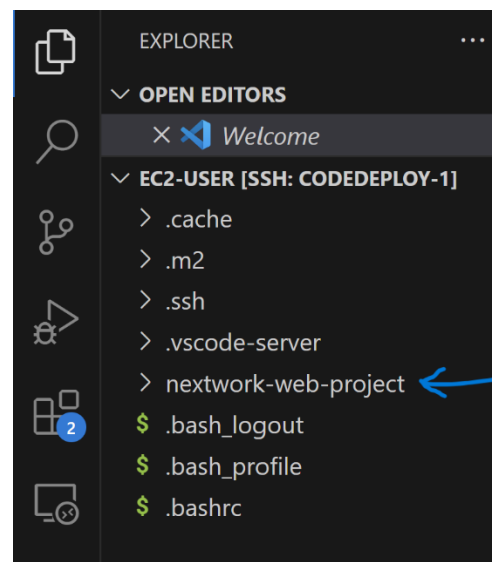 EXPLORER ...
OPEN EDITORS
Welcome
EC2-USER [SSH: CODEDEPLOY-1]
.cache
.m2
.ssh
.vscode-server
nextwork-web-project
$ .bash_logout
$ .bash_profile
$ .bashrc
2